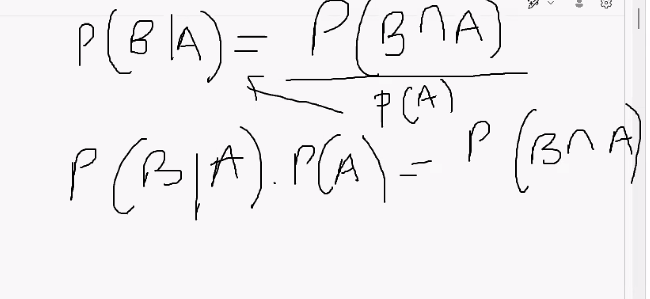 P(B|A) = P(B∩A)
P(A)
P(B|A).P(A) = P(B∩A)